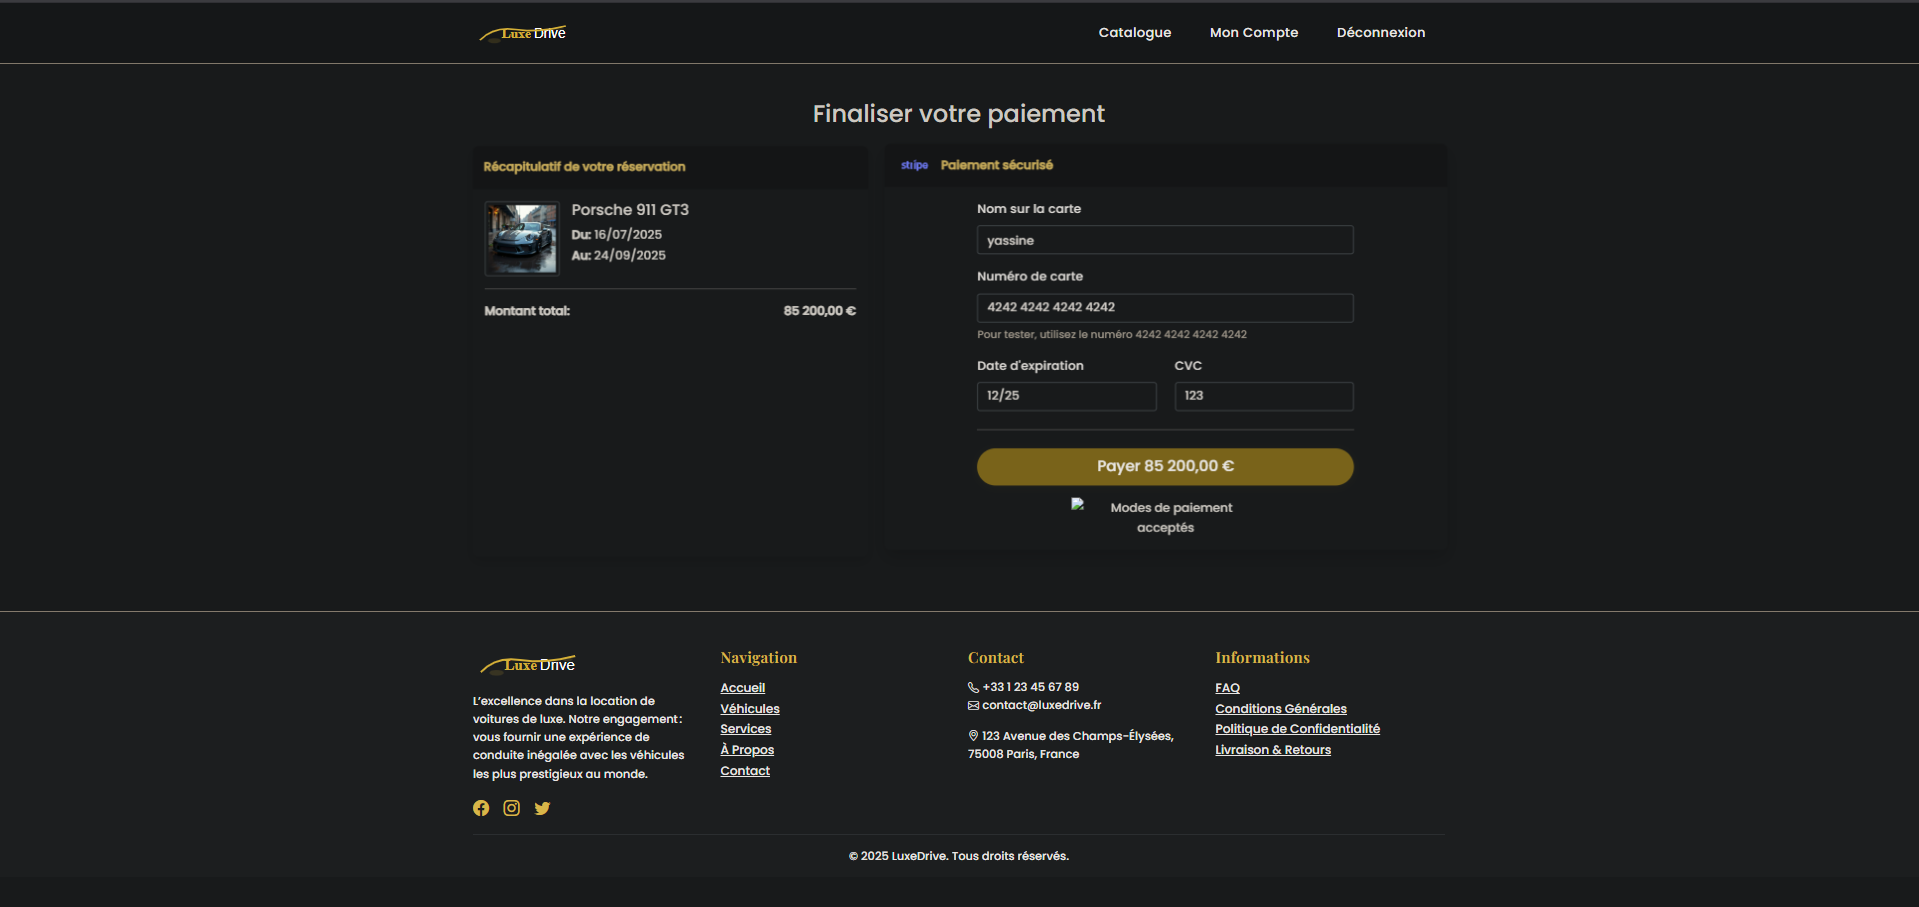 Luxe Drive
Catalogue
Mon Compte
Déconnexion
Finaliser votre paiement
Récapitulatif de votre réservation
Porsche 911 GT3
Du: 16/07/2025
Au: 24/09/2025
Montant total: 85 200,00 €
stripe Paiement sécurisé
Nom sur la carte
yassine
Numéro de carte
4242 4242 4242 4242
Pour tester, utilisez le numéro 4242 4242 4242 4242
Date d'expiration
CVC
12/25
123
Payer 85 200,00 €
Modes de paiement
acceptés
Luxe Drive
L'excellence dans la location de
voitures de luxe. Notre engagement :
vous fournir une expérience de
conduite inégalée avec les véhicules
les plus prestigieux au monde.
Navigation
Accueil
Véhicules
Services
À Propos
Contact
Contact
+33 1 23 45 67 89
contact@luxedrive.fr
123 Avenue des Champs-Élysées,
75008 Paris, France
Informations
FAQ
Conditions Générales
Politique de Confidentialité
Livraison & Retours
© 2025 LuxeDrive. Tous droits réservés.